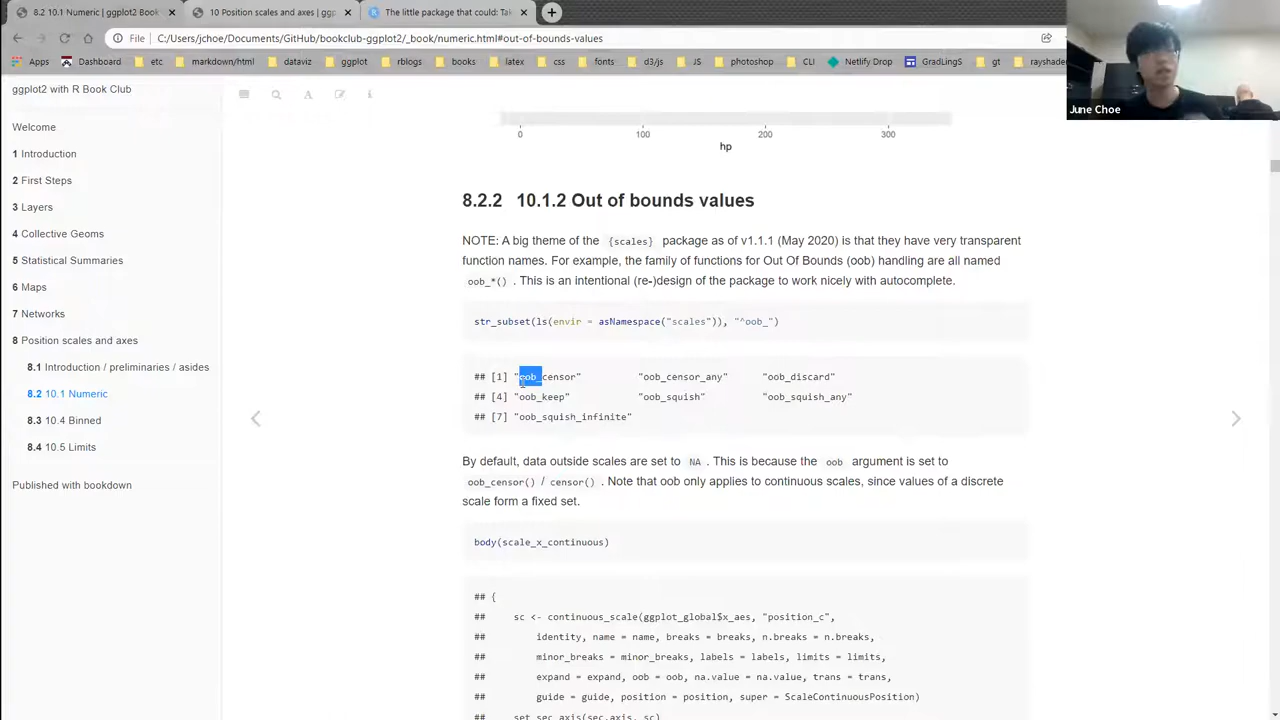 8.2 10.1 Numeric | ggplot2 Book
10 Position scales and axes | ggp
The little package that could: Tak
File C:/Users/jchoe/Documents/GitHub/bookclub-ggplot2/_book/numeric.html#out-of-bounds-values
Apps Dashboard etc markdown/html dataviz ggplot rblogs books latex css fonts d3/js JS photoshop CLI Netlify Drop GradLingS gt rayshade
June Choe
ggplot2 with R Book Club
Welcome
1 Introduction
2 First Steps
3 Layers
4 Collective Geoms
5 Statistical Summaries
6 Maps
7 Networks
8 Position scales and axes
8.1 Introduction / preliminaries / asides
8.2 10.1 Numeric
8.3 10.4 Binned
8.4 10.5 Limits
Published with bookdown
0 100 200 300
hp
8.2.2 10.1.2 Out of bounds values
NOTE: A big theme of the {scales} package as of v1.1.1 (May 2020) is that they have very transparent
function names. For example, the family of functions for Out Of Bounds (oob) handling are all named
oob_*() . This is an intentional (re-)design of the package to work nicely with autocomplete.
str_subset(ls(envir = asNamespace("scales")), "^oob_")
## [1] "oob_censor" "oob_censor_any" "oob_discard"
## [4] "oob_keep" "oob_squish" "oob_squish_any"
## [7] "oob_squish_infinite"
By default, data outside scales are set to NA . This is because the oob argument is set to
oob_censor() / censor() . Note that oob only applies to continuous scales, since values of a discrete
scale form a fixed set.
body(scale_x_continuous)
## {
## sc <- continuous_scale(ggplot_global$x_aes, "position_c",
## identity, name = name, breaks = breaks, n.breaks = n.breaks,
## minor_breaks = minor_breaks, labels = labels, limits = limits,
## expand = expand, oob = oob, na.value = na.value, trans = trans,
## guide = guide, position = position, super = ScaleContinuousPosition)
## set_sec_axis(sec.axis, sc)